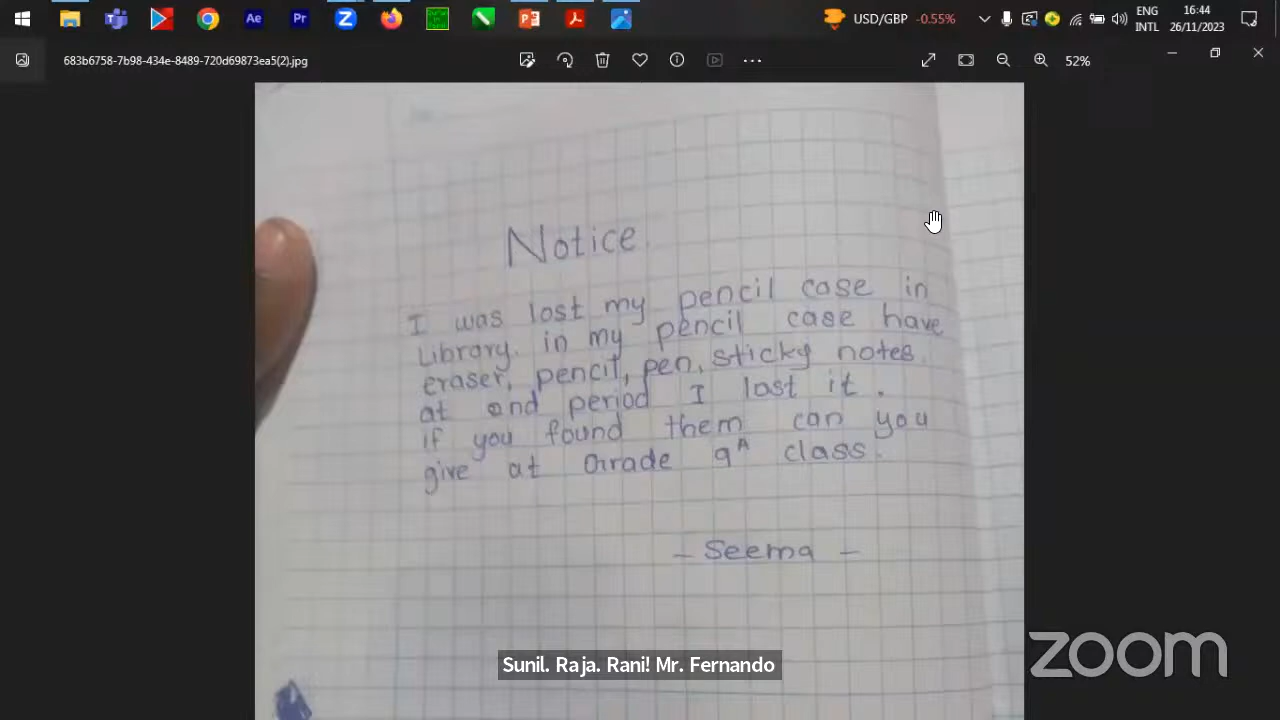 Ae
Pr
USD/GBP -0.55%
ENG
INTL
16:44
26/11/2023
683b6758-7b98-434e-8489-720d69873ea5(2).jpg
52%
Notice
I was lost my pencil case in
Library. in my pencil case have
eraser, pencil, pen, sticky notes.
at 2nd period I lost it.
if you found them can you
give at Grade 9A class.
- Seema -
Sunil. Raja. Rani! Mr. Fernando
zoom